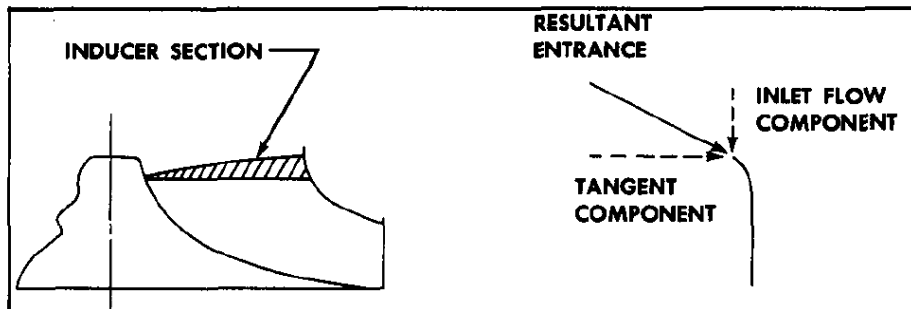 INDUCER SECTION
RESULTANT
ENTRANCE
INLET FLOW
COMPONENT
TANGENT
COMPONENT